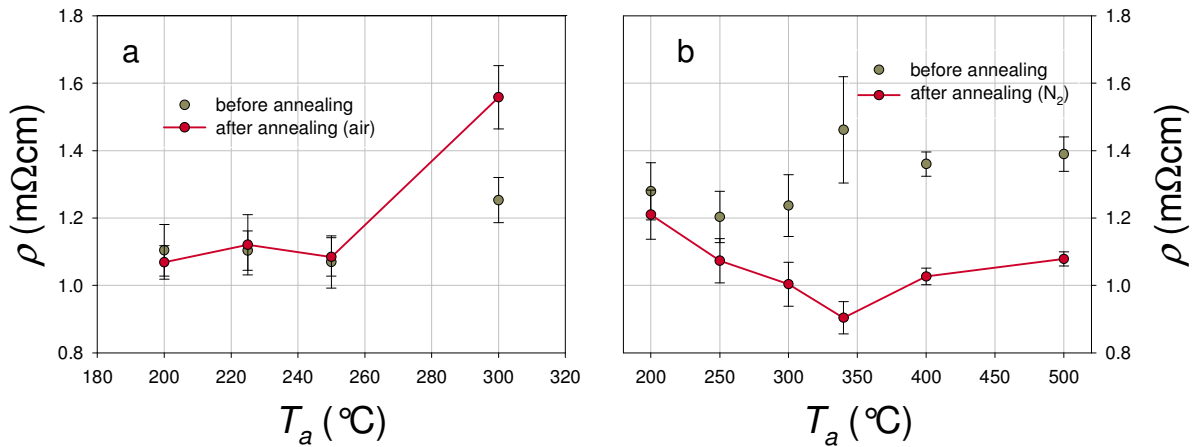 a
before annealing
after annealing (air)
ρ (mΩcm)
1.8
1.6
1.4
1.2
1.0
0.8
180 200 220 240 260 280 300 320
T_a (°C)
b
before annealing
after annealing (N₂)
1.8
1.6
1.4
1.2
1.0
0.8
ρ (mΩcm)
200 250 300 350 400 450 500
T_a (°C)